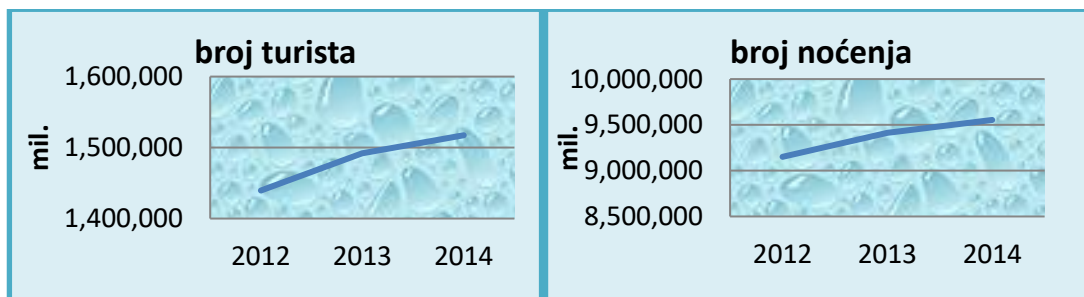 broj turista
mil.
1,600,000
1,500,000
1,400,000
2012 2013 2014
broj noćenja
mil.
10,000,000
9,500,000
9,000,000
8,500,000
2012 2013 2014